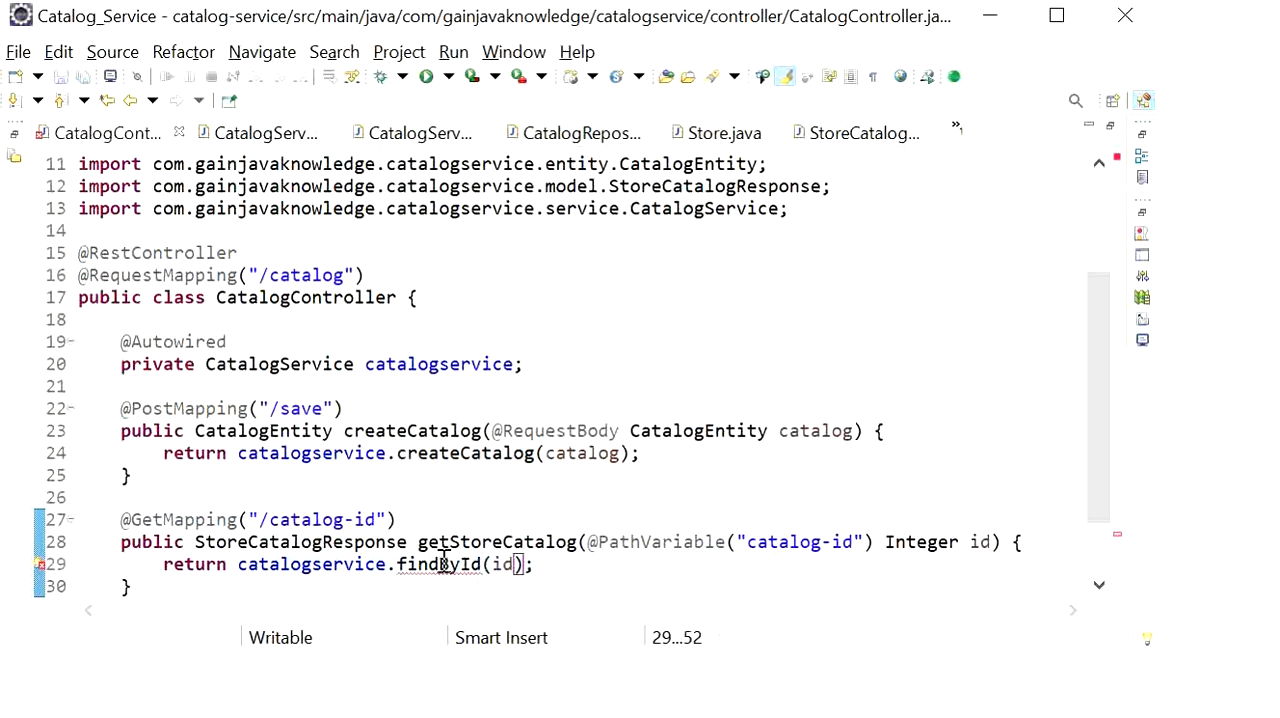 Catalog_Service - catalog-service/src/main/java/com/gainjavaknowledge/catalogservice/controller/CatalogController.ja...
File Edit Source Refactor Navigate Search Project Run Window Help
CatalogCont... CatalogServ... CatalogServ... CatalogRepos... Store.java StoreCatalog... »1
11 import com.gainjavaknowledge.catalogservice.entity.CatalogEntity;
12 import com.gainjavaknowledge.catalogservice.model.StoreCatalogResponse;
13 import com.gainjavaknowledge.catalogservice.service.CatalogService;
14
15 @RestController
16 @RequestMapping("/catalog")
17 public class CatalogController {
18
19 @Autowired
20 private CatalogService catalogservice;
21
22 @PostMapping("/save")
23 public CatalogEntity createCatalog(@RequestBody CatalogEntity catalog) {
24 return catalogservice.createCatalog(catalog);
25 }
26
27 @GetMapping("/catalog-id")
28 public StoreCatalogResponse getStoreCatalog(@PathVariable("catalog-id") Integer id) {
29 return catalogservice.findById(id);
30 }
Writable Smart Insert 29...52